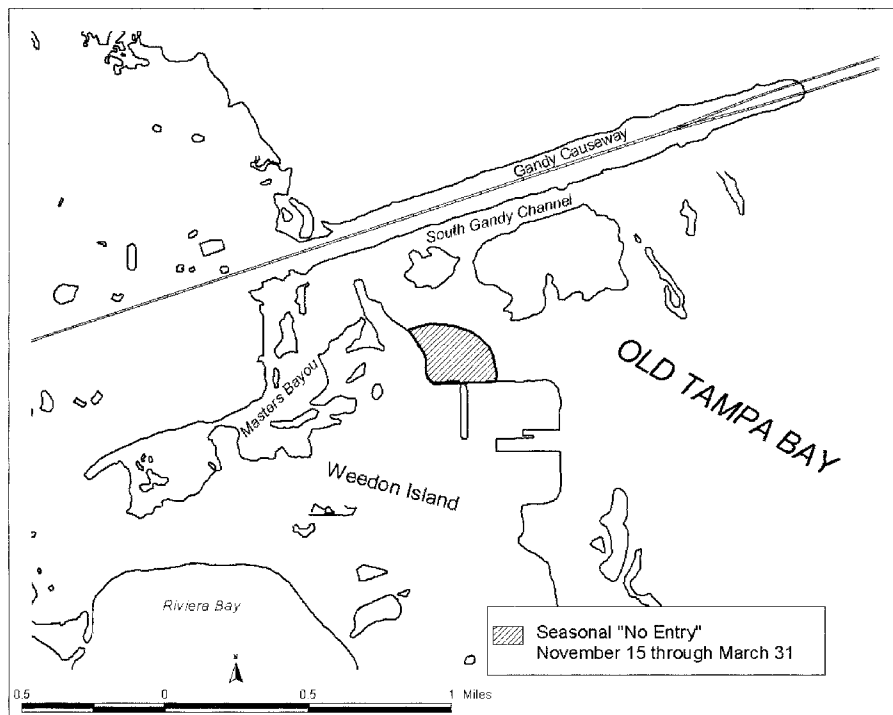 Gandy Causeway
South Gandy Channel
OLD TAMPA BAY
Masters Bayou
Weedon Island
Riviera Bay
Seasonal "No Entry"
November 15 through March 31
N
0.5 0 0.5 1 Miles